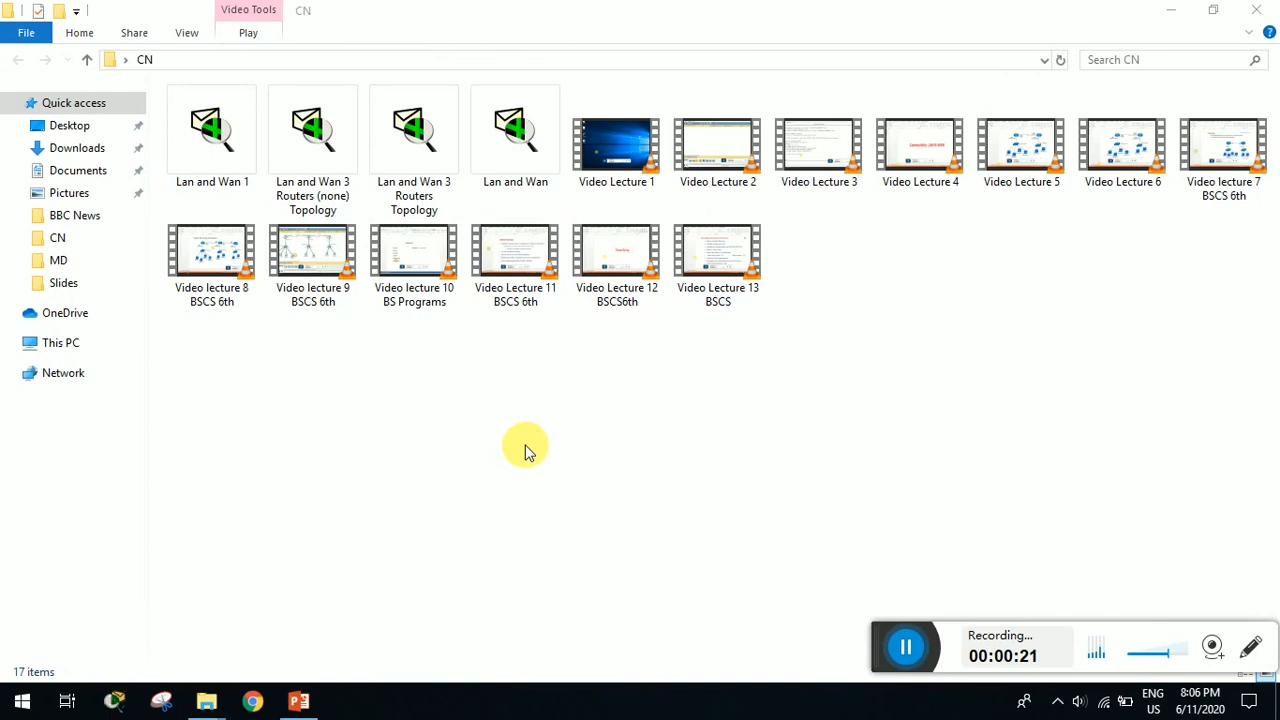 Video Tools
CN
File
Home
Share
View
Play
CN
Search CN
Quick access
Desktop
Downloads
Documents
Pictures
BBC News
CN
MD
Slides
OneDrive
This PC
Network
Lan and Wan 1
Lan and Wan 3
Routers (none)
Topology
Lan and Wan 3
Routers
Topology
Lan and Wan
Video Lecture 1
Video Lecture 2
Video Lecture 3
Video Lecture 4
Video Lecture 5
Video Lecture 6
Video lecture 7
BSCS 6th
Video lecture 8
BSCS 6th
Video lecture 9
BSCS 6th
Video lecture 10
BS Programs
Video Lecture 11
BSCS 6th
Video Lecture 12
BSCS6th
Video Lecture 13
BSCS
Recording...
00:00:21
17 items
ENG
US
8:06 PM
6/11/2020